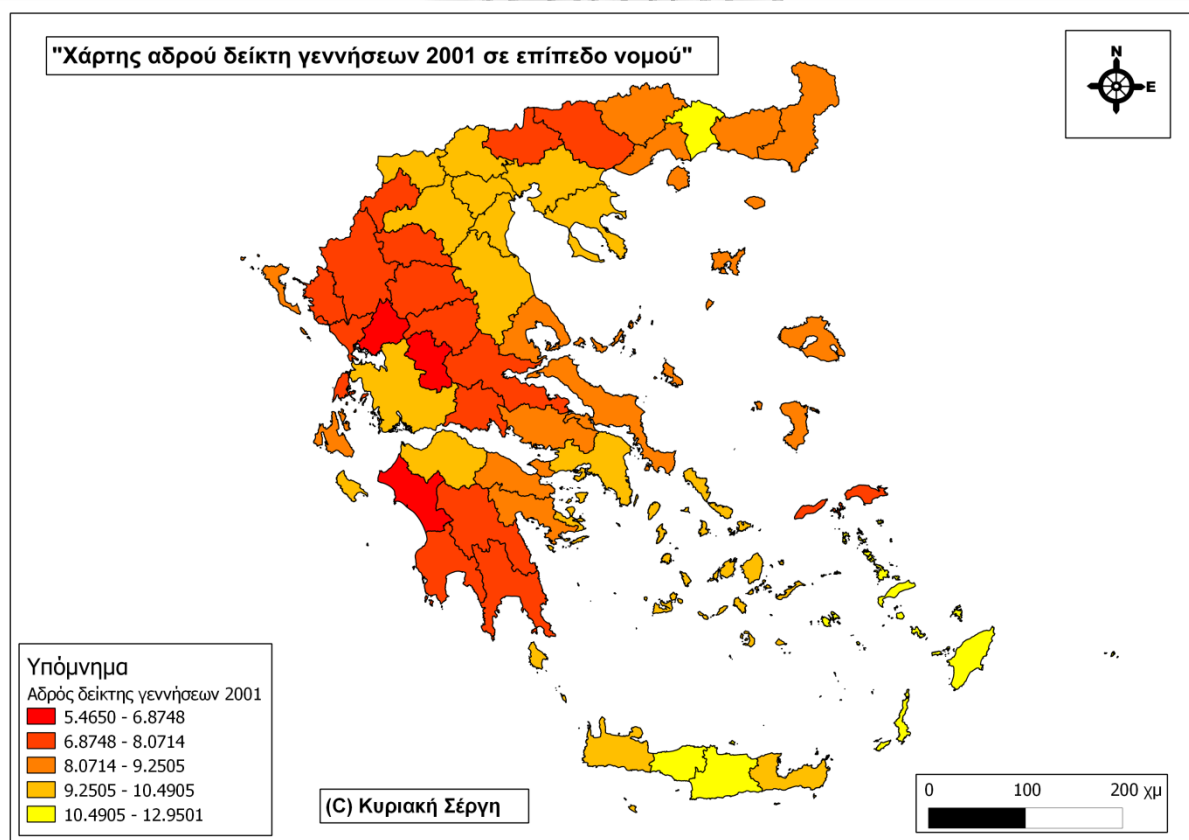 "Χάρτης αδρού δείκτη γεννήσεων 2001 σε επίπεδο νομού"
N
E
Υπόμνημα
Αδρός δείκτης γεννήσεων 2001
5.4650 - 6.8748
6.8748 - 8.0714
8.0714 - 9.2505
9.2505 - 10.4905
10.4905 - 12.9501
(C) Κυριακή Σέργη
0 100 200 χμ